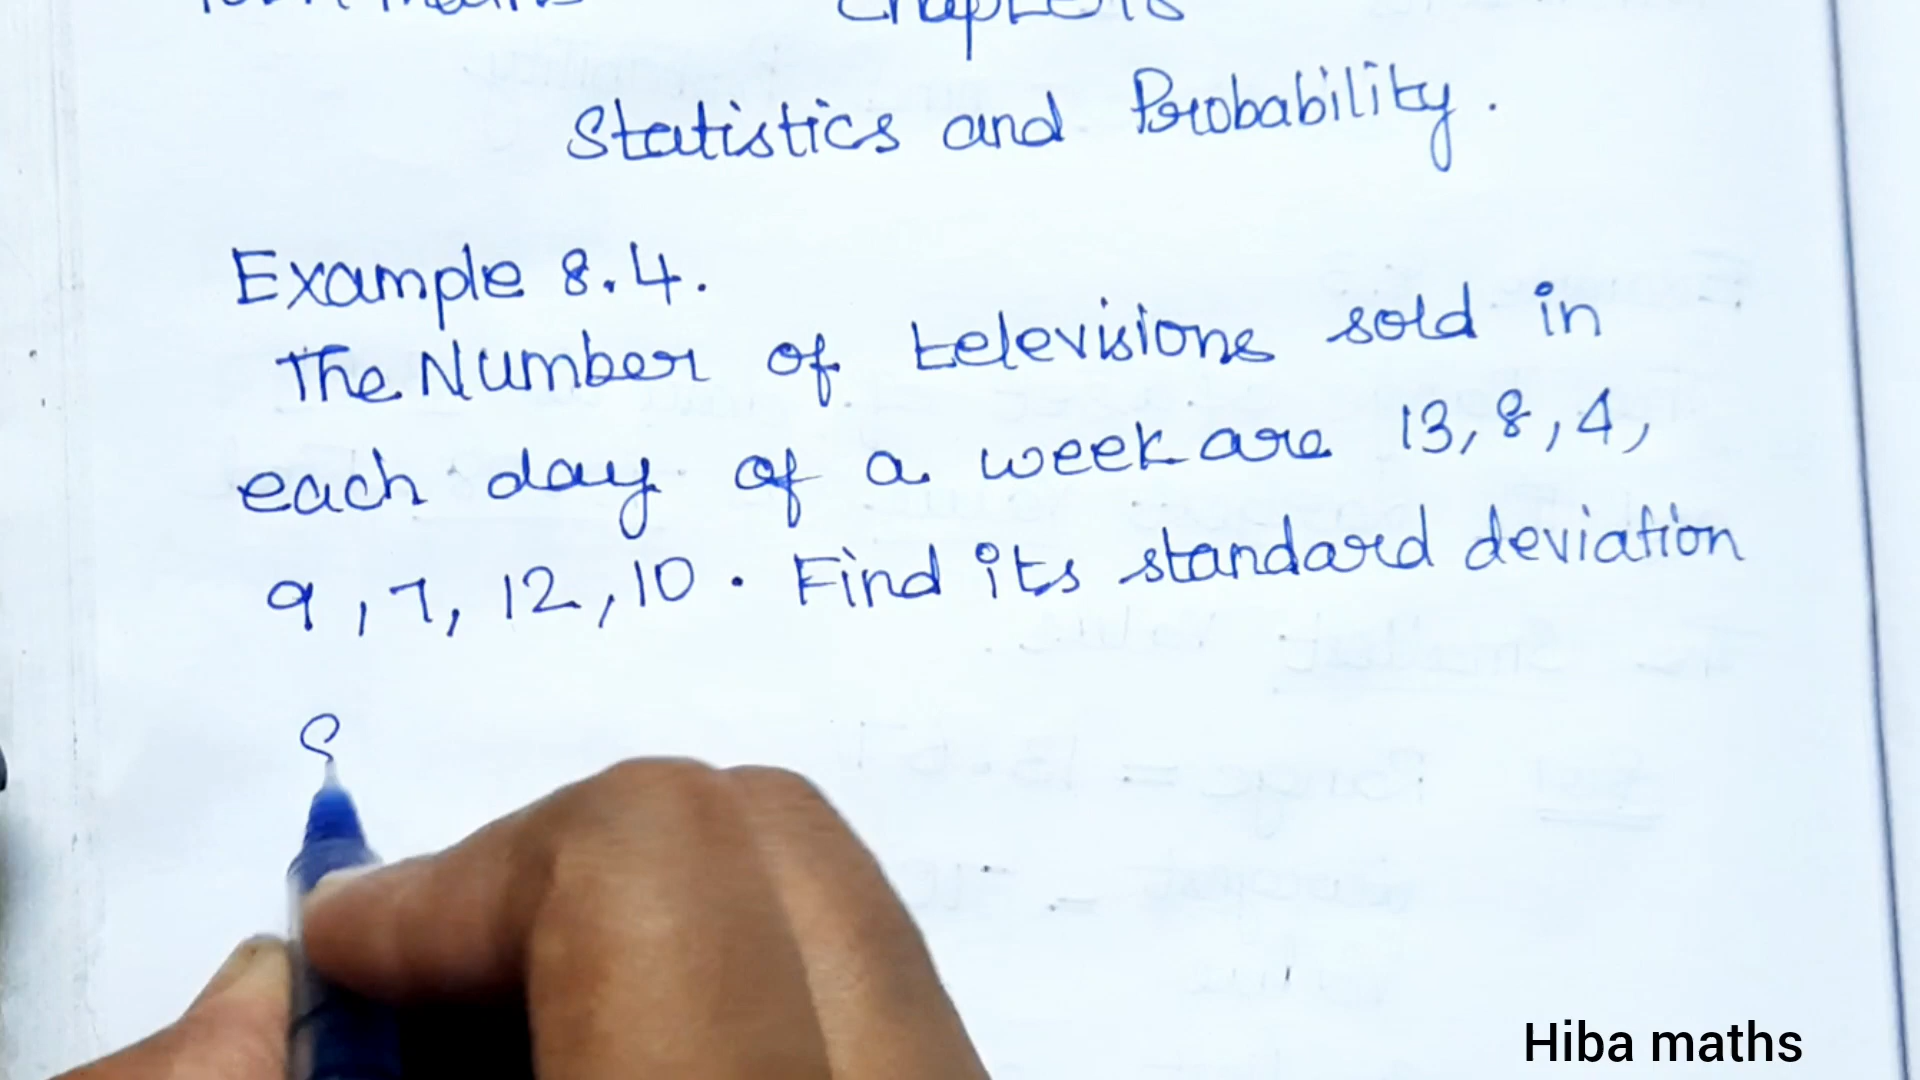 Statistics and Probability.
Example 8.4.
The Number of televisions sold in
each day of a week are 13, 8, 4,
9, 7, 12, 10. Find its standard deviation
Hiba maths